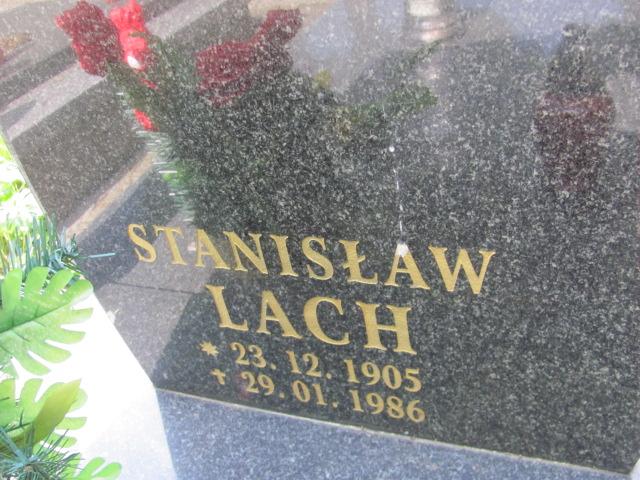 STANISŁAW
LACH
* 23. 12. 1905
✝ 29. 01. 1986